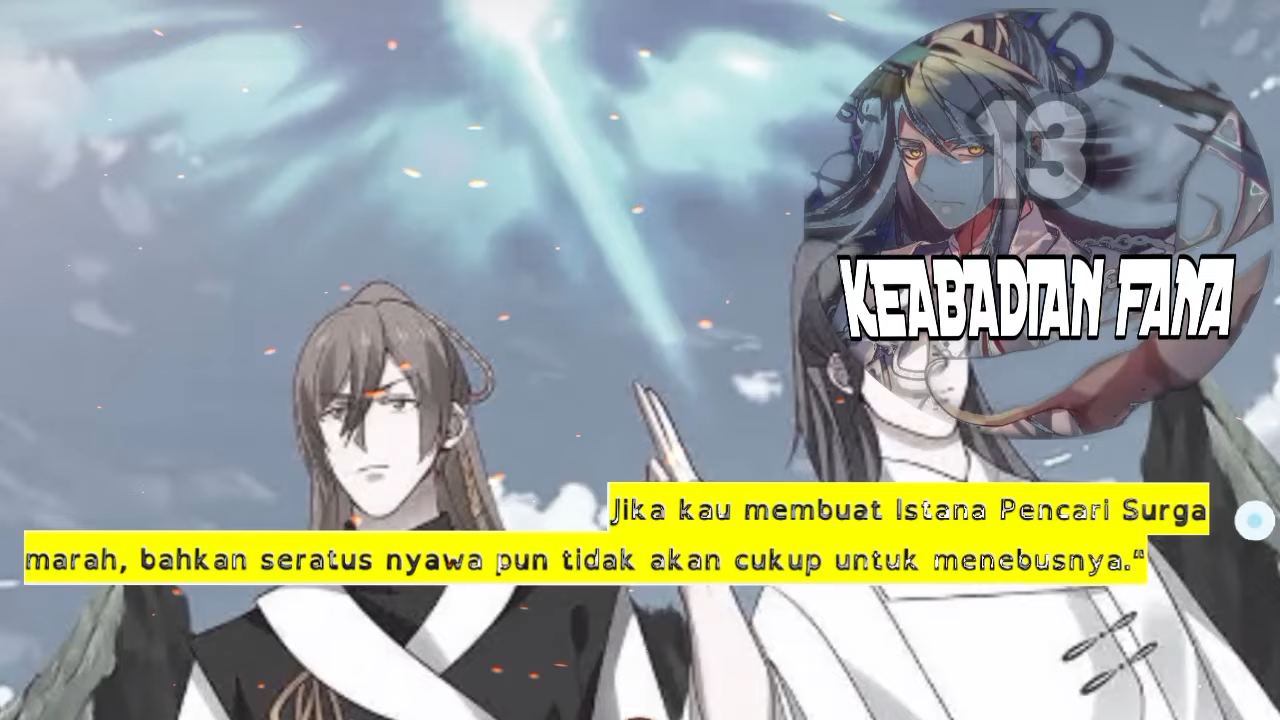 13
KEABADIAN FANA
Jika kau membuat Istana Pencari Surga
marah, bahkan seratus nyawa pun tidak akan cukup untuk menebusnya.“